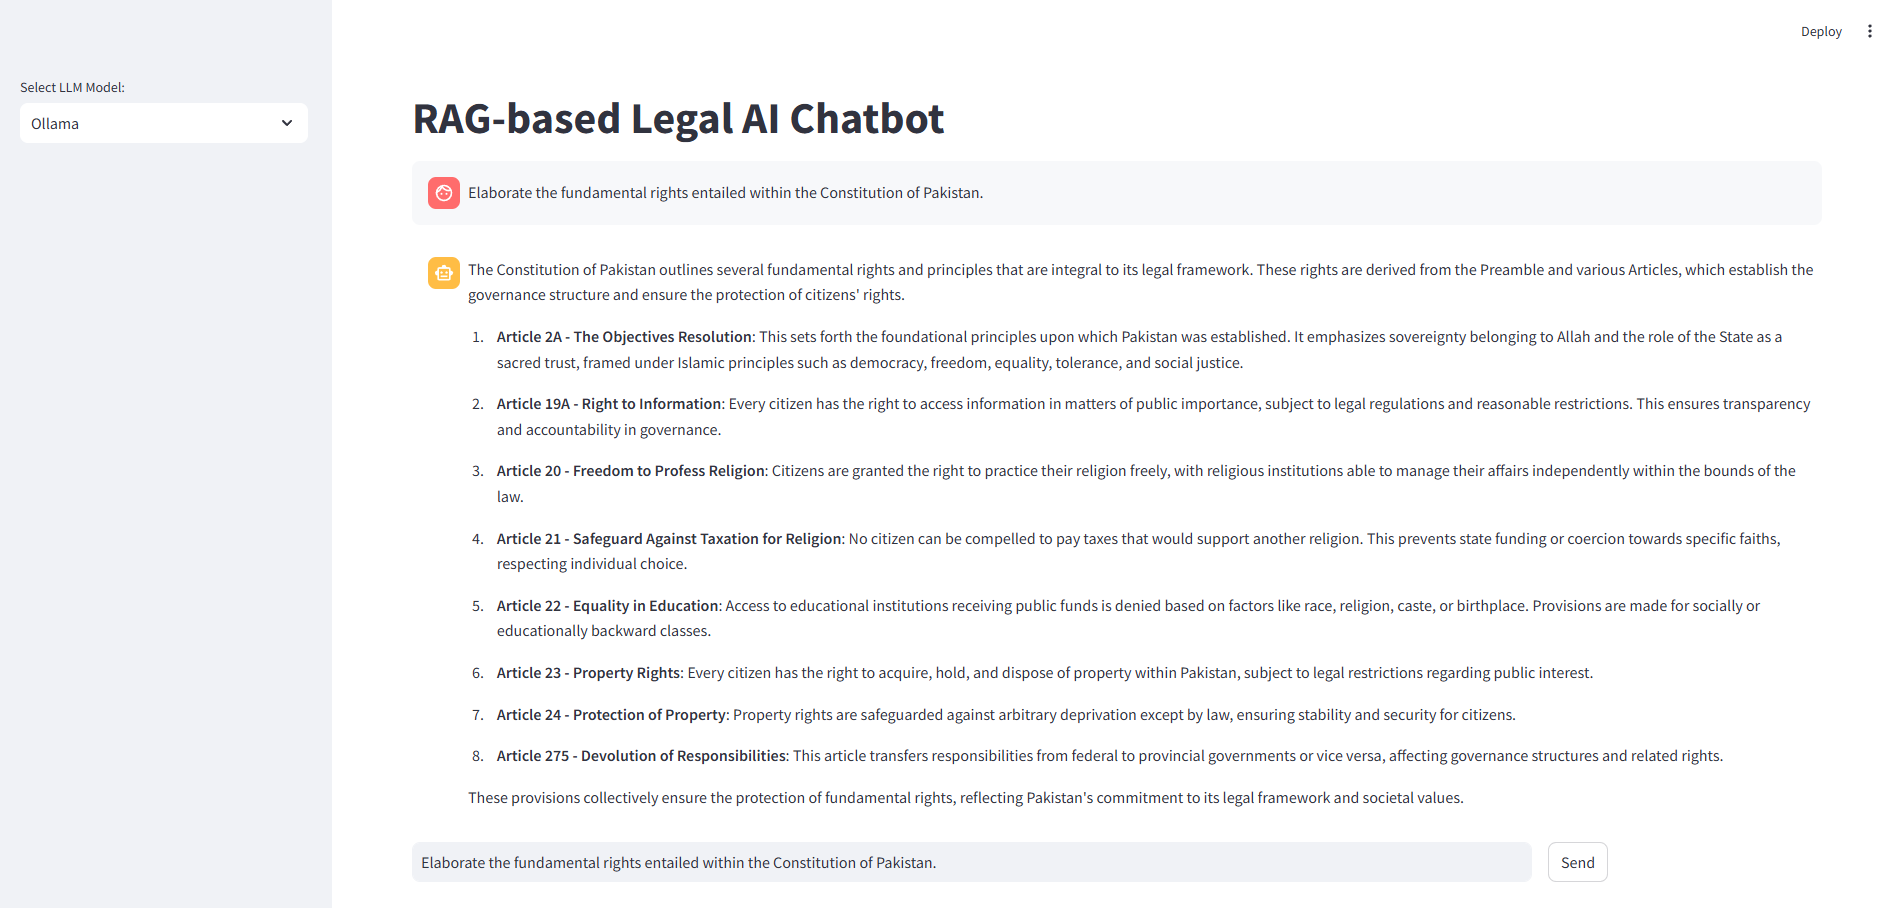 Deploy
Select LLM Model:
Ollama
RAG-based Legal AI Chatbot
Elaborate the fundamental rights entailed within the Constitution of Pakistan.
The Constitution of Pakistan outlines several fundamental rights and principles that are integral to its legal framework. These rights are derived from the Preamble and various Articles, which establish the
governance structure and ensure the protection of citizens' rights.
1. Article 2A - The Objectives Resolution: This sets forth the foundational principles upon which Pakistan was established. It emphasizes sovereignty belonging to Allah and the role of the State as a
sacred trust, framed under Islamic principles such as democracy, freedom, equality, tolerance, and social justice.
2. Article 19A - Right to Information: Every citizen has the right to access information in matters of public importance, subject to legal regulations and reasonable restrictions. This ensures transparency
and accountability in governance.
3. Article 20 - Freedom to Profess Religion: Citizens are granted the right to practice their religion freely, with religious institutions able to manage their affairs independently within the bounds of the
law.
4. Article 21 - Safeguard Against Taxation for Religion: No citizen can be compelled to pay taxes that would support another religion. This prevents state funding or coercion towards specific faiths,
respecting individual choice.
5. Article 22 - Equality in Education: Access to educational institutions receiving public funds is denied based on factors like race, religion, caste, or birthplace. Provisions are made for socially or
educationally backward classes.
6. Article 23 - Property Rights: Every citizen has the right to acquire, hold, and dispose of property within Pakistan, subject to legal restrictions regarding public interest.
7. Article 24 - Protection of Property: Property rights are safeguarded against arbitrary deprivation except by law, ensuring stability and security for citizens.
8. Article 275 - Devolution of Responsibilities: This article transfers responsibilities from federal to provincial governments or vice versa, affecting governance structures and related rights.
These provisions collectively ensure the protection of fundamental rights, reflecting Pakistan's commitment to its legal framework and societal values.
Elaborate the fundamental rights entailed within the Constitution of Pakistan.
Send